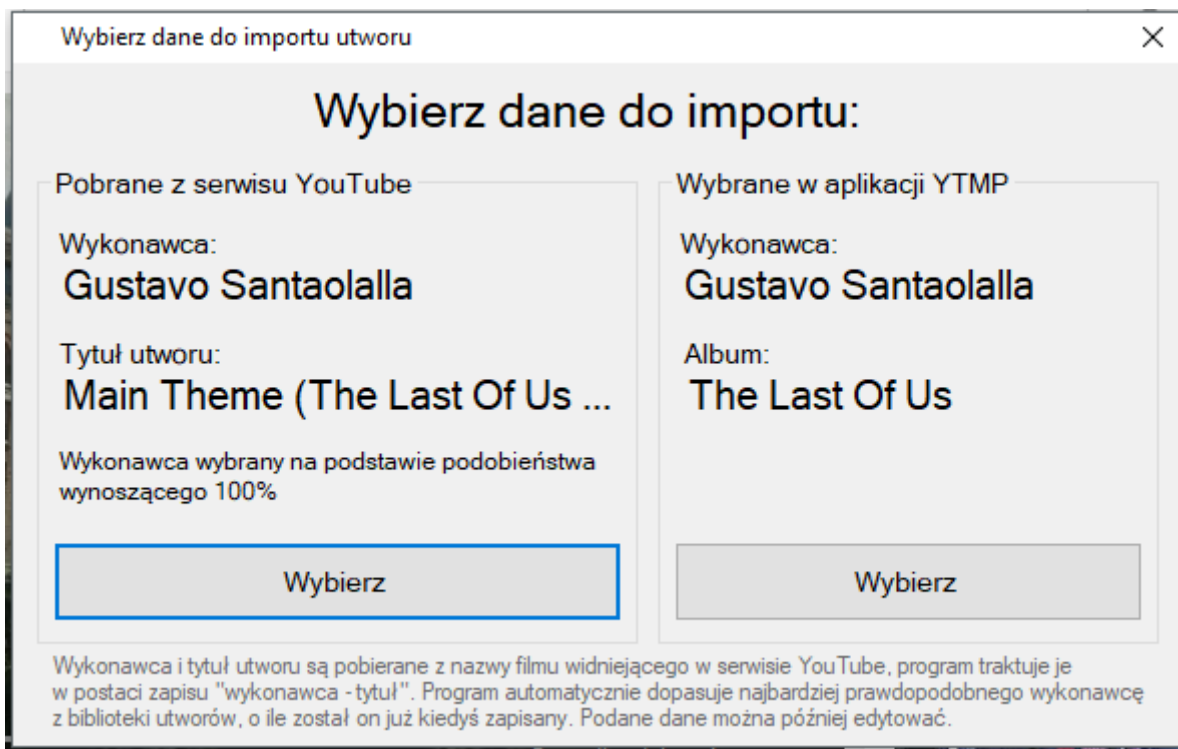 Wybierz dane do importu utworu
Wybierz dane do importu:
Pobrane z serwisu YouTube
Wykonawca:
Gustavo Santaolalla
Tytuł utworu:
Main Theme (The Last Of Us ...
Wykonawca wybrany na podstawie podobieństwa
wynoszącego 100%
Wybierz
Wybrane w aplikacji YTMP
Wykonawca:
Gustavo Santaolalla
Album:
The Last Of Us
Wybierz
Wykonawca i tytuł utworu są pobierane z nazwy filmu widniejącego w serwisie YouTube, program traktuje je
w postaci zapisu "wykonawca - tytuł". Program automatycznie dopasuje najbardziej prawdopodobnego wykonawcę
z biblioteki utworów, o ile został on już kiedyś zapisany. Podane dane można później edytować.